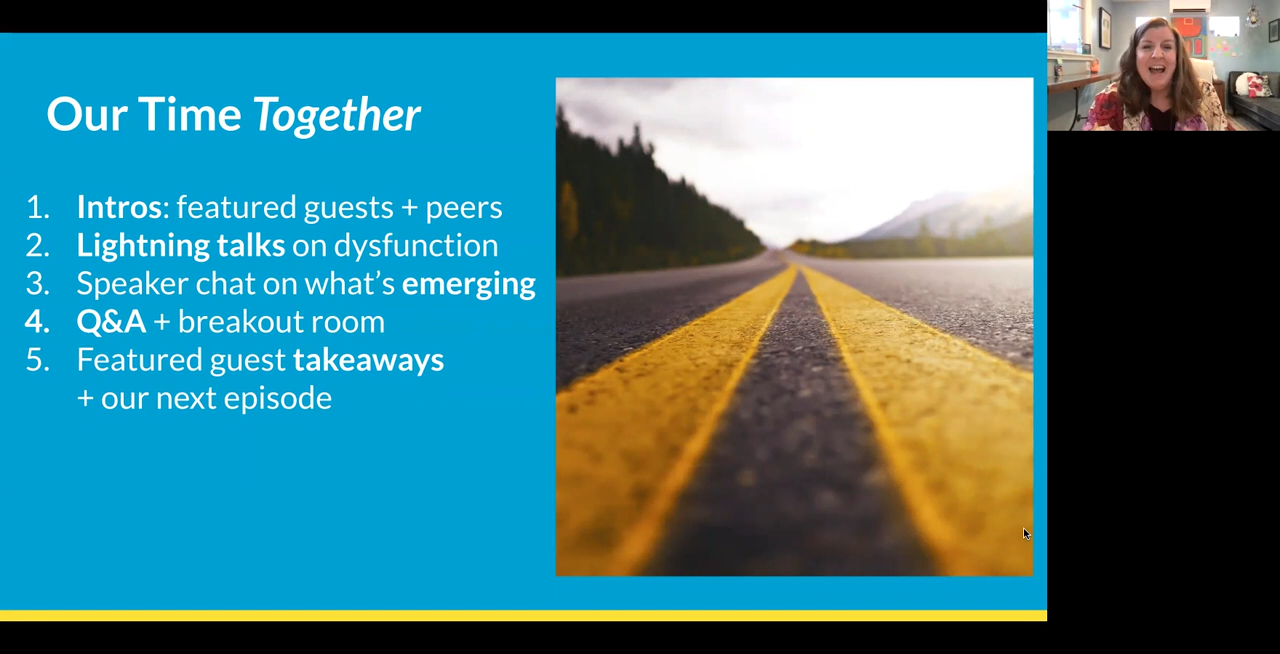 Our Time Together
1. Intros: featured guests + peers
2. Lightning talks on dysfunction
3. Speaker chat on what’s emerging
4. Q&A + breakout room
5. Featured guest takeaways
+ our next episode